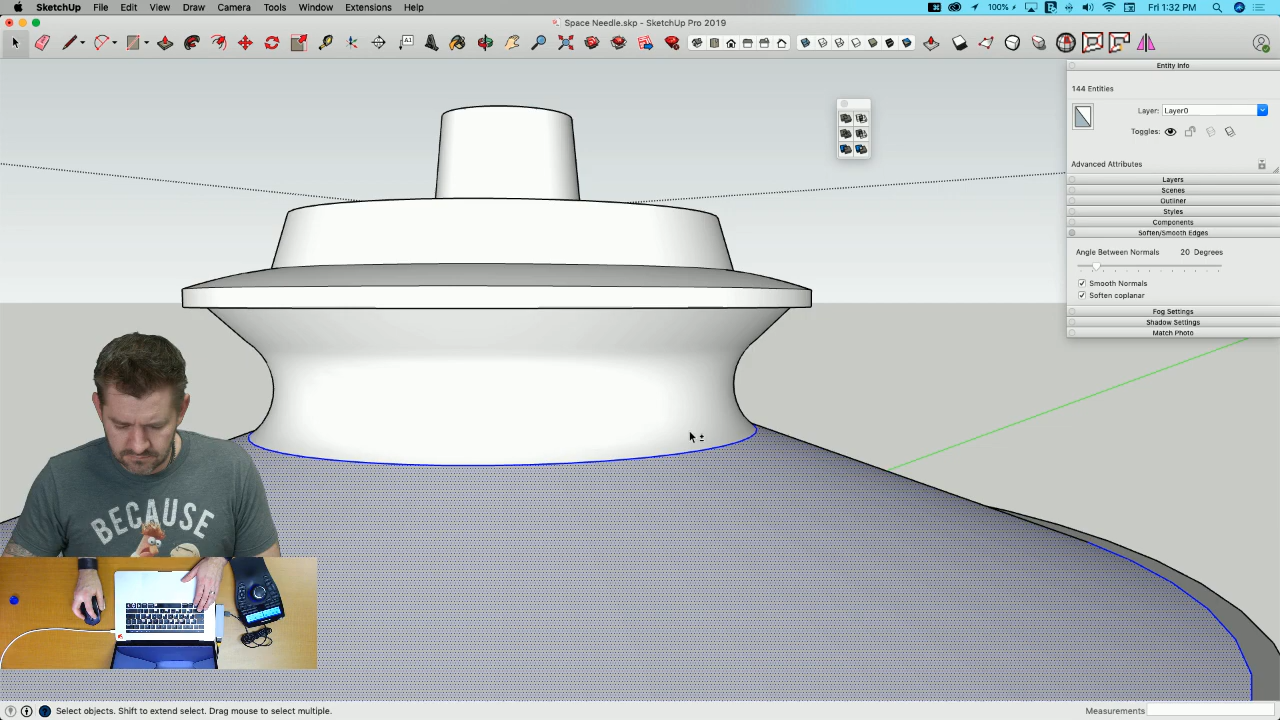 SketchUp File Edit View Draw Camera Tools Window Extensions Help
100% Fri 1:32 PM
Space Needle.skp - SketchUp Pro 2019
Entity Info
144 Entities
Layer: Layer0
Toggles:
Advanced Attributes
Layers
Scenes
Outliner
Styles
Components
Soften/Smooth Edges
Angle Between Normals 20 Degrees
Smooth Normals
Soften coplanar
Fog Settings
Shadow Settings
Match Photo
BECAUSE
Select objects. Shift to extend select. Drag mouse to select multiple.
Measurements